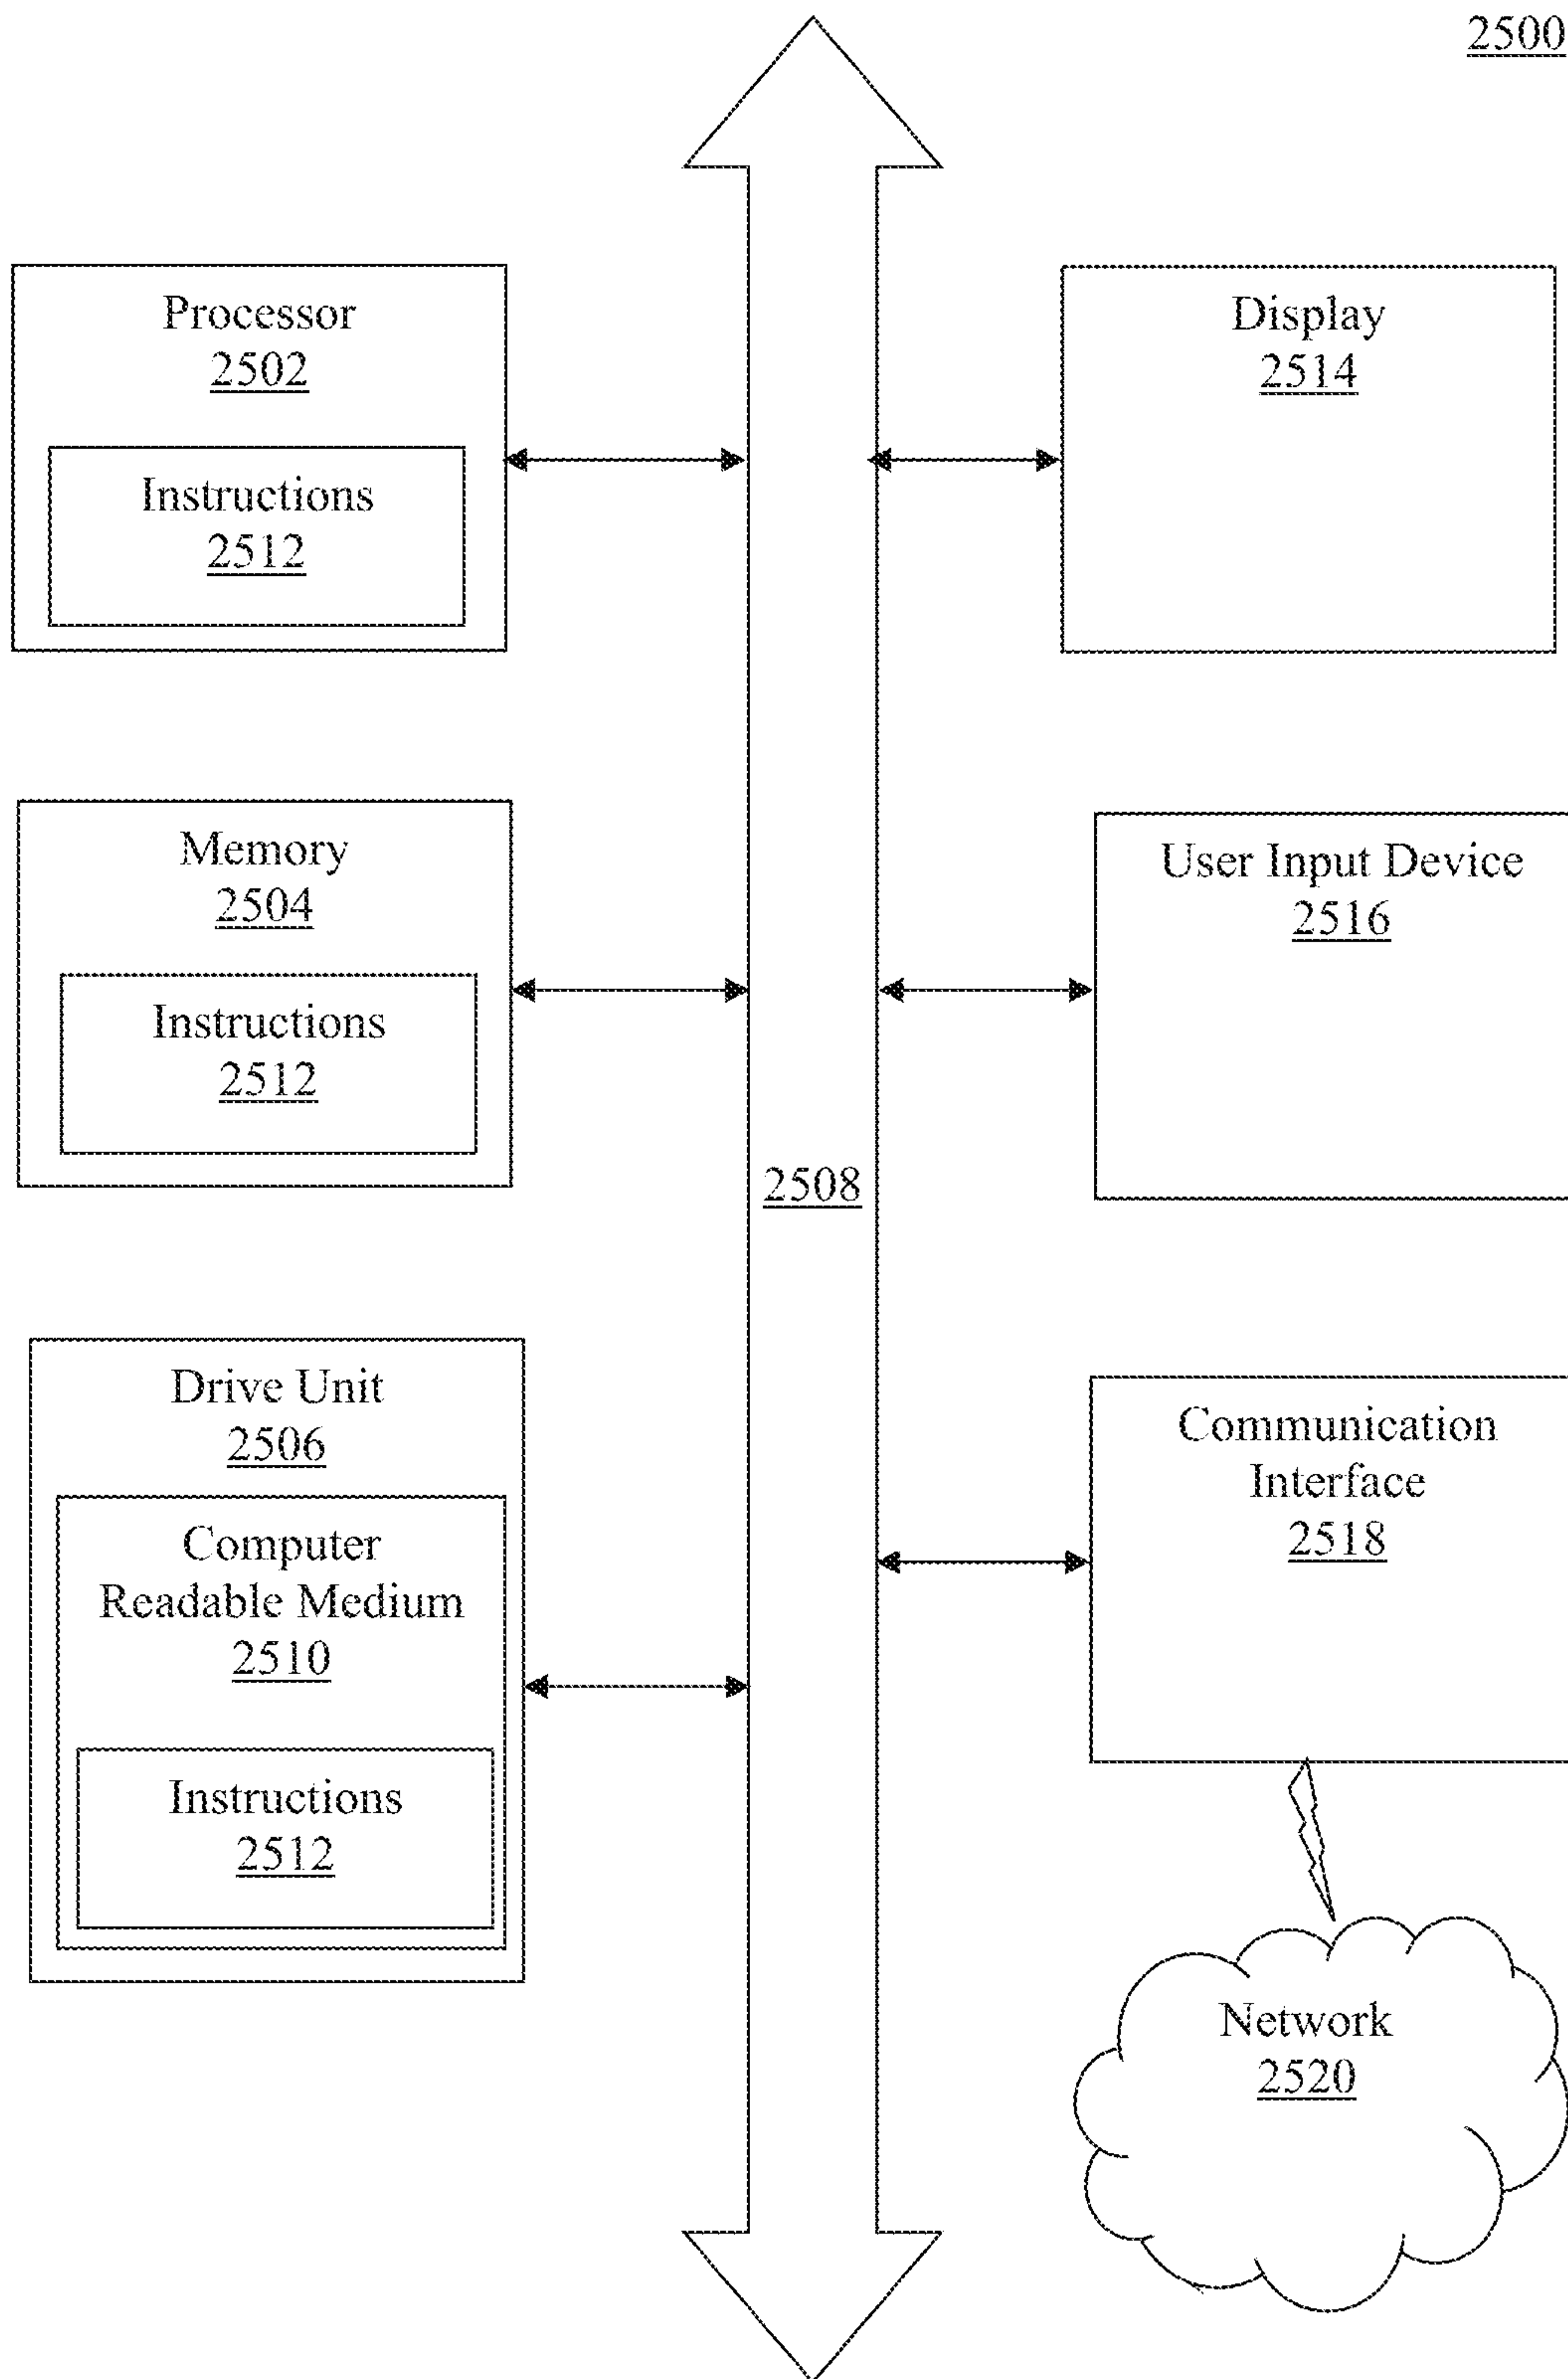 2500
Processor
2502
Instructions
2512
Memory
2504
Instructions
2512
Drive Unit
2506
Computer
Readable Medium
2510
Instructions
2512
2508
Display
2514
User Input Device
2516
Communication
Interface
2518
Network
2520